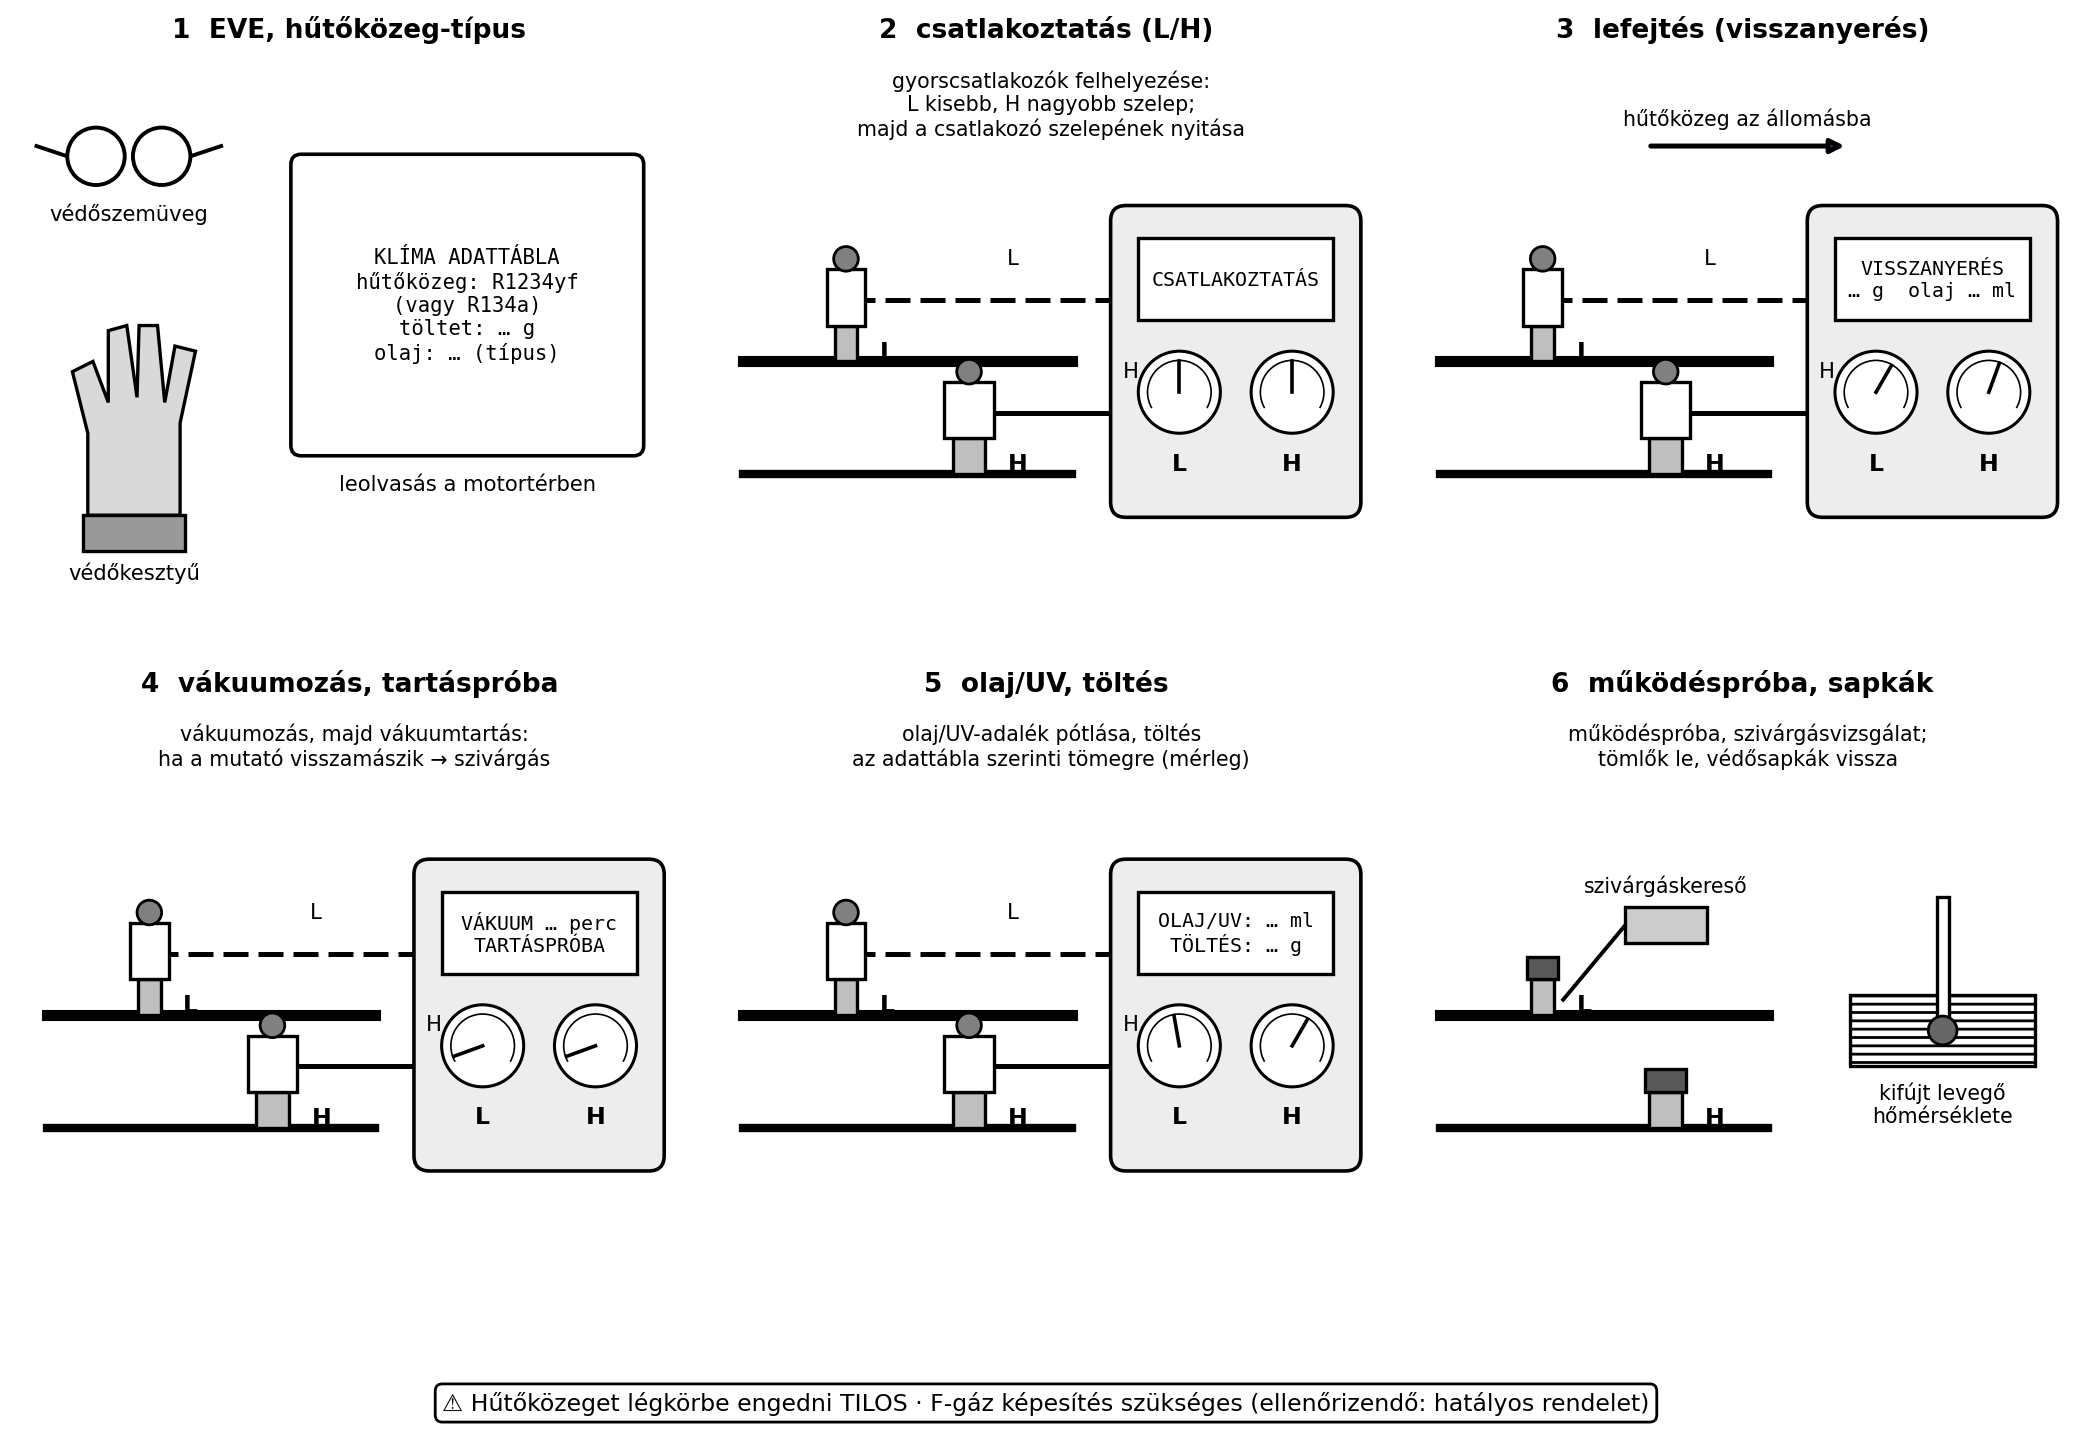 1 EVE, hűtőközeg-típus
védőszemüveg
védőkesztyű
KLÍMA ADATTÁBLA
hűtőközeg: R1234yf
(vagy R134a)
töltet: … g
olaj: … (típus)
leolvasás a motortérben
2 csatlakoztatás (L/H)
gyorscsatlakozók felhelyezése:
L kisebb, H nagyobb szelep;
majd a csatlakozó szelepének nyitása
L
CSATLAKOZTATÁS
L
H
H
L H
3 lefejtés (visszanyerés)
hűtőközeg az állomásba
L
VISSZANYERÉS
… g olaj … ml
L
H
H
L H
4 vákuumozás, tartáspróba
vákuumozás, majd vákuumtartás:
ha a mutató visszamászik → szivárgás
L
VÁKUUM … perc
TARTÁSPRÓBA
L
H
H
L H
5 olaj/UV, töltés
olaj/UV-adalék pótlása, töltés
az adattábla szerinti tömegre (mérleg)
L
OLAJ/UV: … ml
TÖLTÉS: … g
L
H
H
L H
6 működéspróba, sapkák
működéspróba, szivárgásvizsgálat;
tömlők le, védősapkák vissza
szivárgáskereső
L
H
kifújt levegő
hőmérséklete
⚠ Hűtőközeget légkörbe engedni TILOS · F-gáz képesítés szükséges (ellenőrizendő: hatályos rendelet)